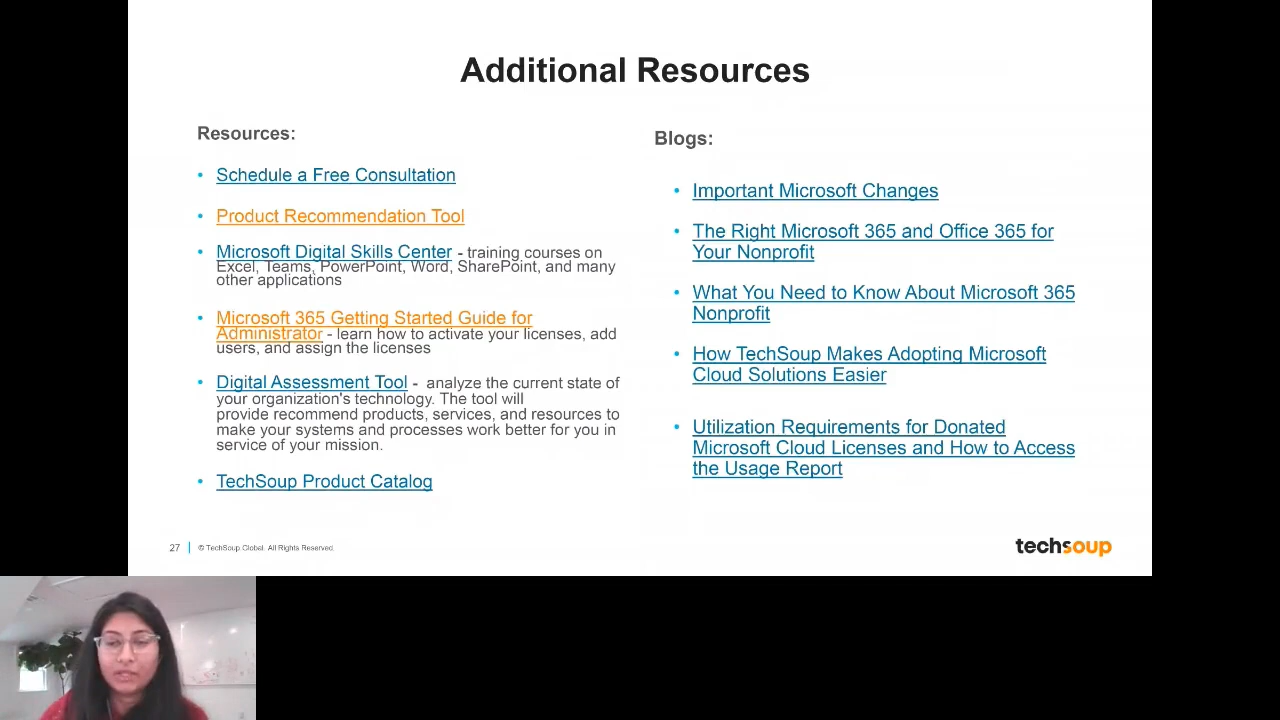 Additional Resources
Resources:
• Schedule a Free Consultation
• Product Recommendation Tool
• Microsoft Digital Skills Center - training courses on
Excel, Teams, PowerPoint, Word, SharePoint, and many
other applications
• Microsoft 365 Getting Started Guide for
Administrator - learn how to activate your licenses, add
users, and assign the licenses
• Digital Assessment Tool - analyze the current state of
your organization's technology. The tool will
provide recommend products, services, and resources to
make your systems and processes work better for you in
service of your mission.
• TechSoup Product Catalog
Blogs:
• Important Microsoft Changes
• The Right Microsoft 365 and Office 365 for
Your Nonprofit
• What You Need to Know About Microsoft 365
Nonprofit
• How TechSoup Makes Adopting Microsoft
Cloud Solutions Easier
• Utilization Requirements for Donated
Microsoft Cloud Licenses and How to Access
the Usage Report
27 | © TechSoup Global. All Rights Reserved.
techsoup